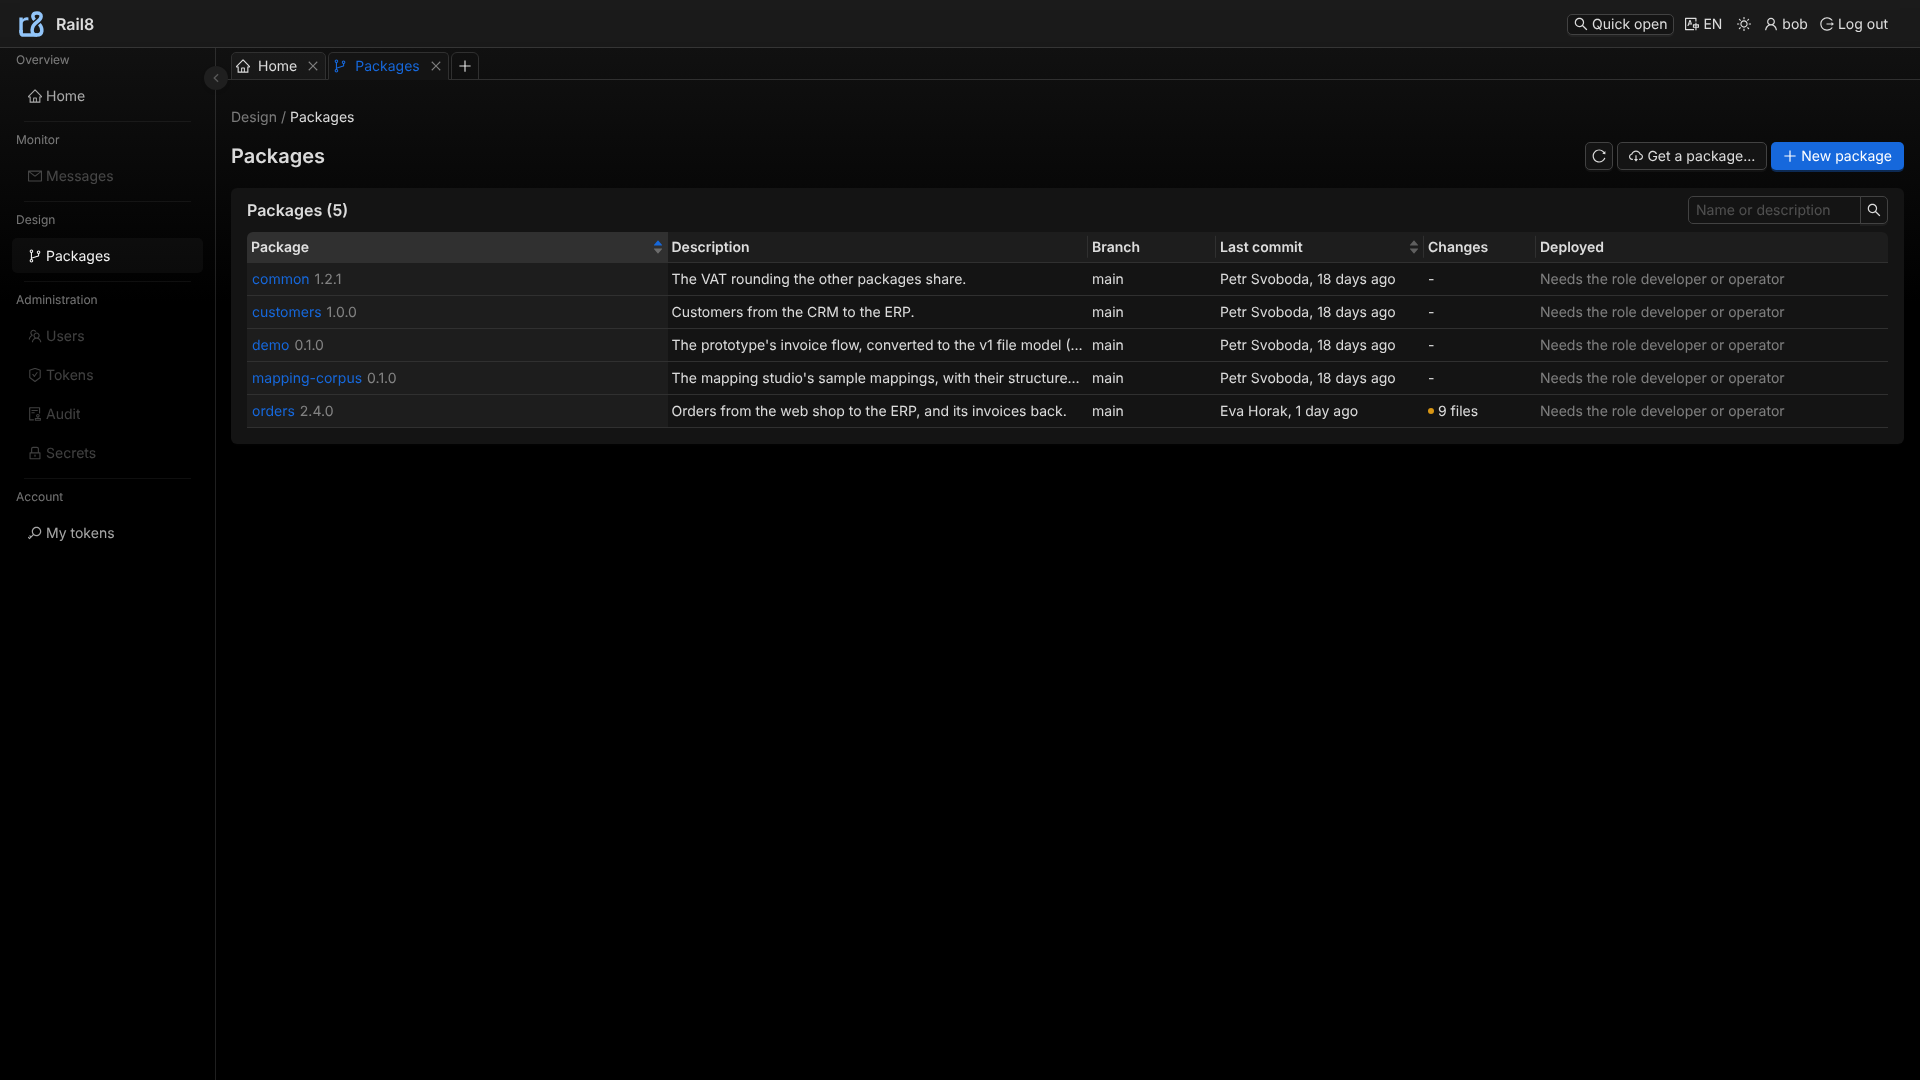 Rail8
Quick open
EN
bob
Log out
Overview
Home
Monitor
Messages
Design
Packages
Administration
Users
Tokens
Audit
Secrets
Account
My tokens
Home
Packages
Design / Packages
Packages
Get a package...
New package
Packages (5)
Name or description
Package Description Branch Last commit Changes Deployed
common 1.2.1 The VAT rounding the other packages share. main Petr Svoboda, 18 days ago - Needs the role developer or operator
customers 1.0.0 Customers from the CRM to the ERP. main Petr Svoboda, 18 days ago - Needs the role developer or operator
demo 0.1.0 The prototype's invoice flow, converted to the v1 file model (... main Petr Svoboda, 18 days ago - Needs the role developer or operator
mapping-corpus 0.1.0 The mapping studio's sample mappings, with their structure... main Petr Svoboda, 18 days ago - Needs the role developer or operator
orders 2.4.0 Orders from the web shop to the ERP, and its invoices back. main Eva Horak, 1 day ago 9 files Needs the role developer or operator